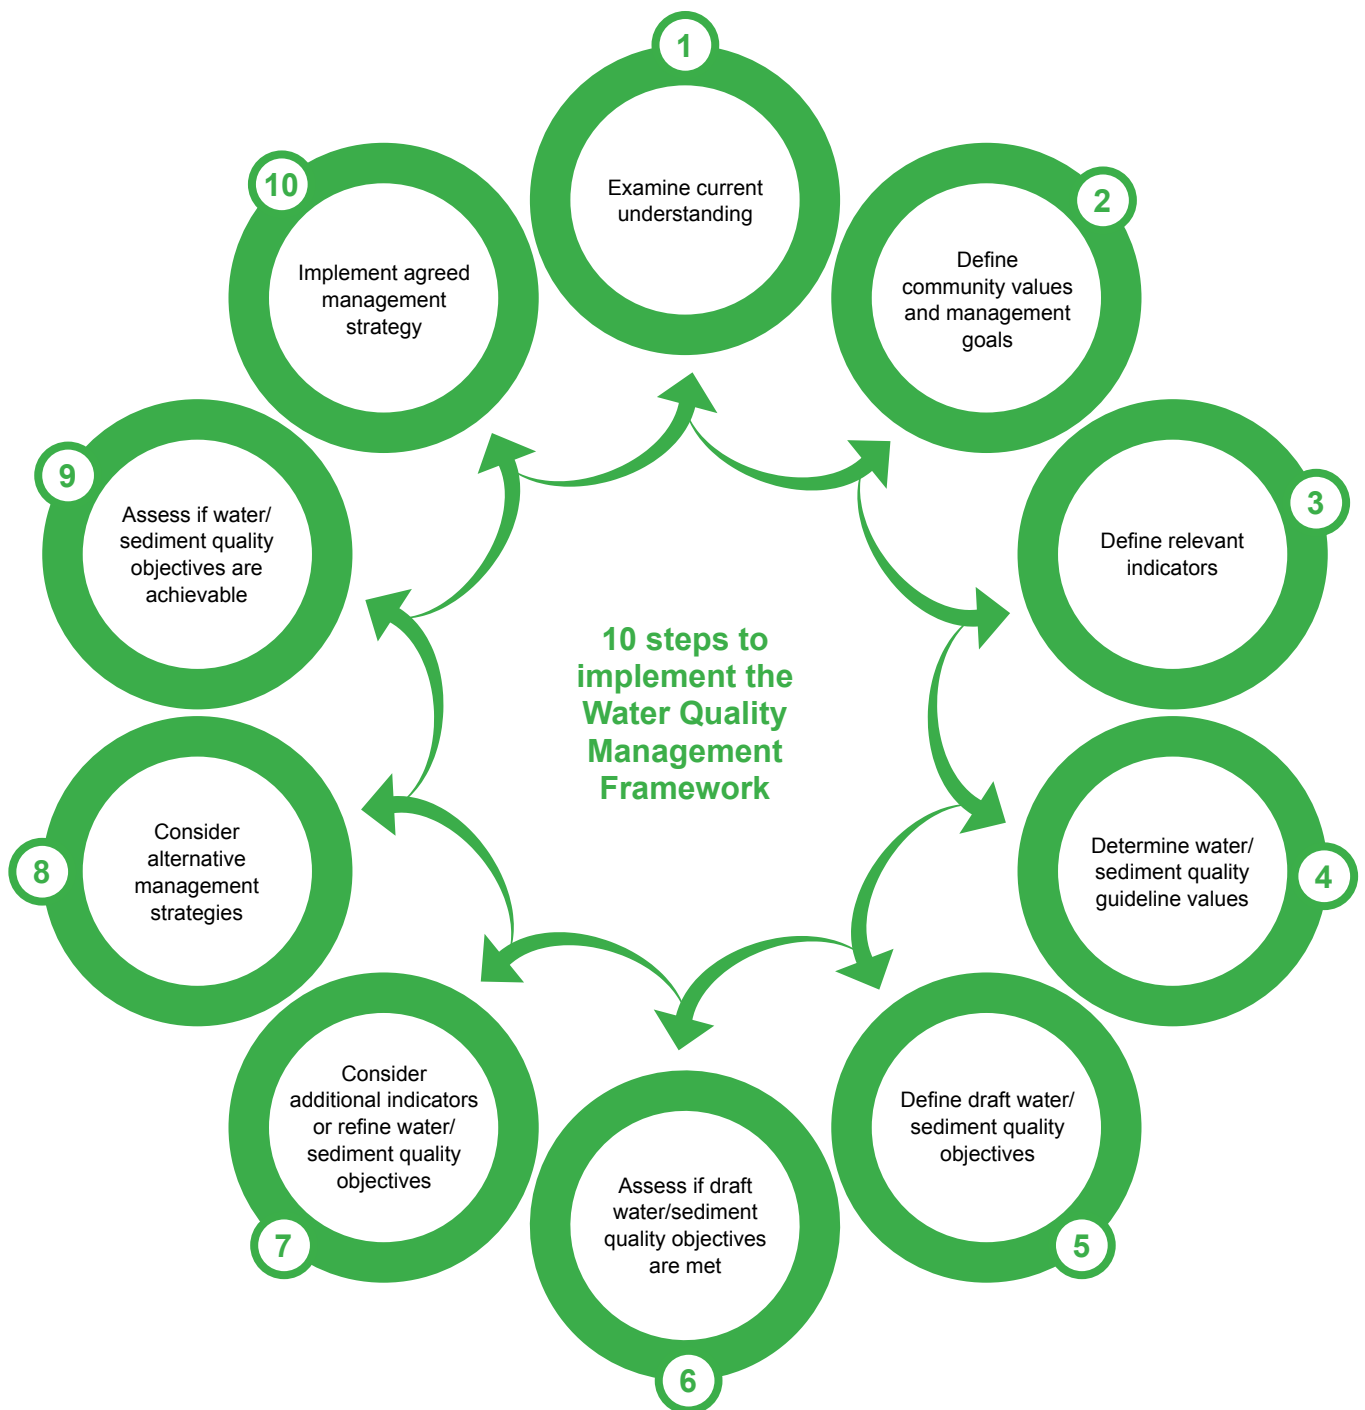 1
Examine current
understanding
2
Define
community values
and management
goals
3
Define relevant
indicators
4
Determine water/
sediment quality
guideline values
5
Define draft water/
sediment quality
objectives
6
Assess if draft
water/sediment
quality objectives
are met
7
Consider
additional indicators
or refine water/
sediment quality
objectives
8
Consider
alternative
management
strategies
9
Assess if water/
sediment quality
objectives are
achievable
10
Implement agreed
management
strategy
10 steps to
implement the
Water Quality
Management
Framework